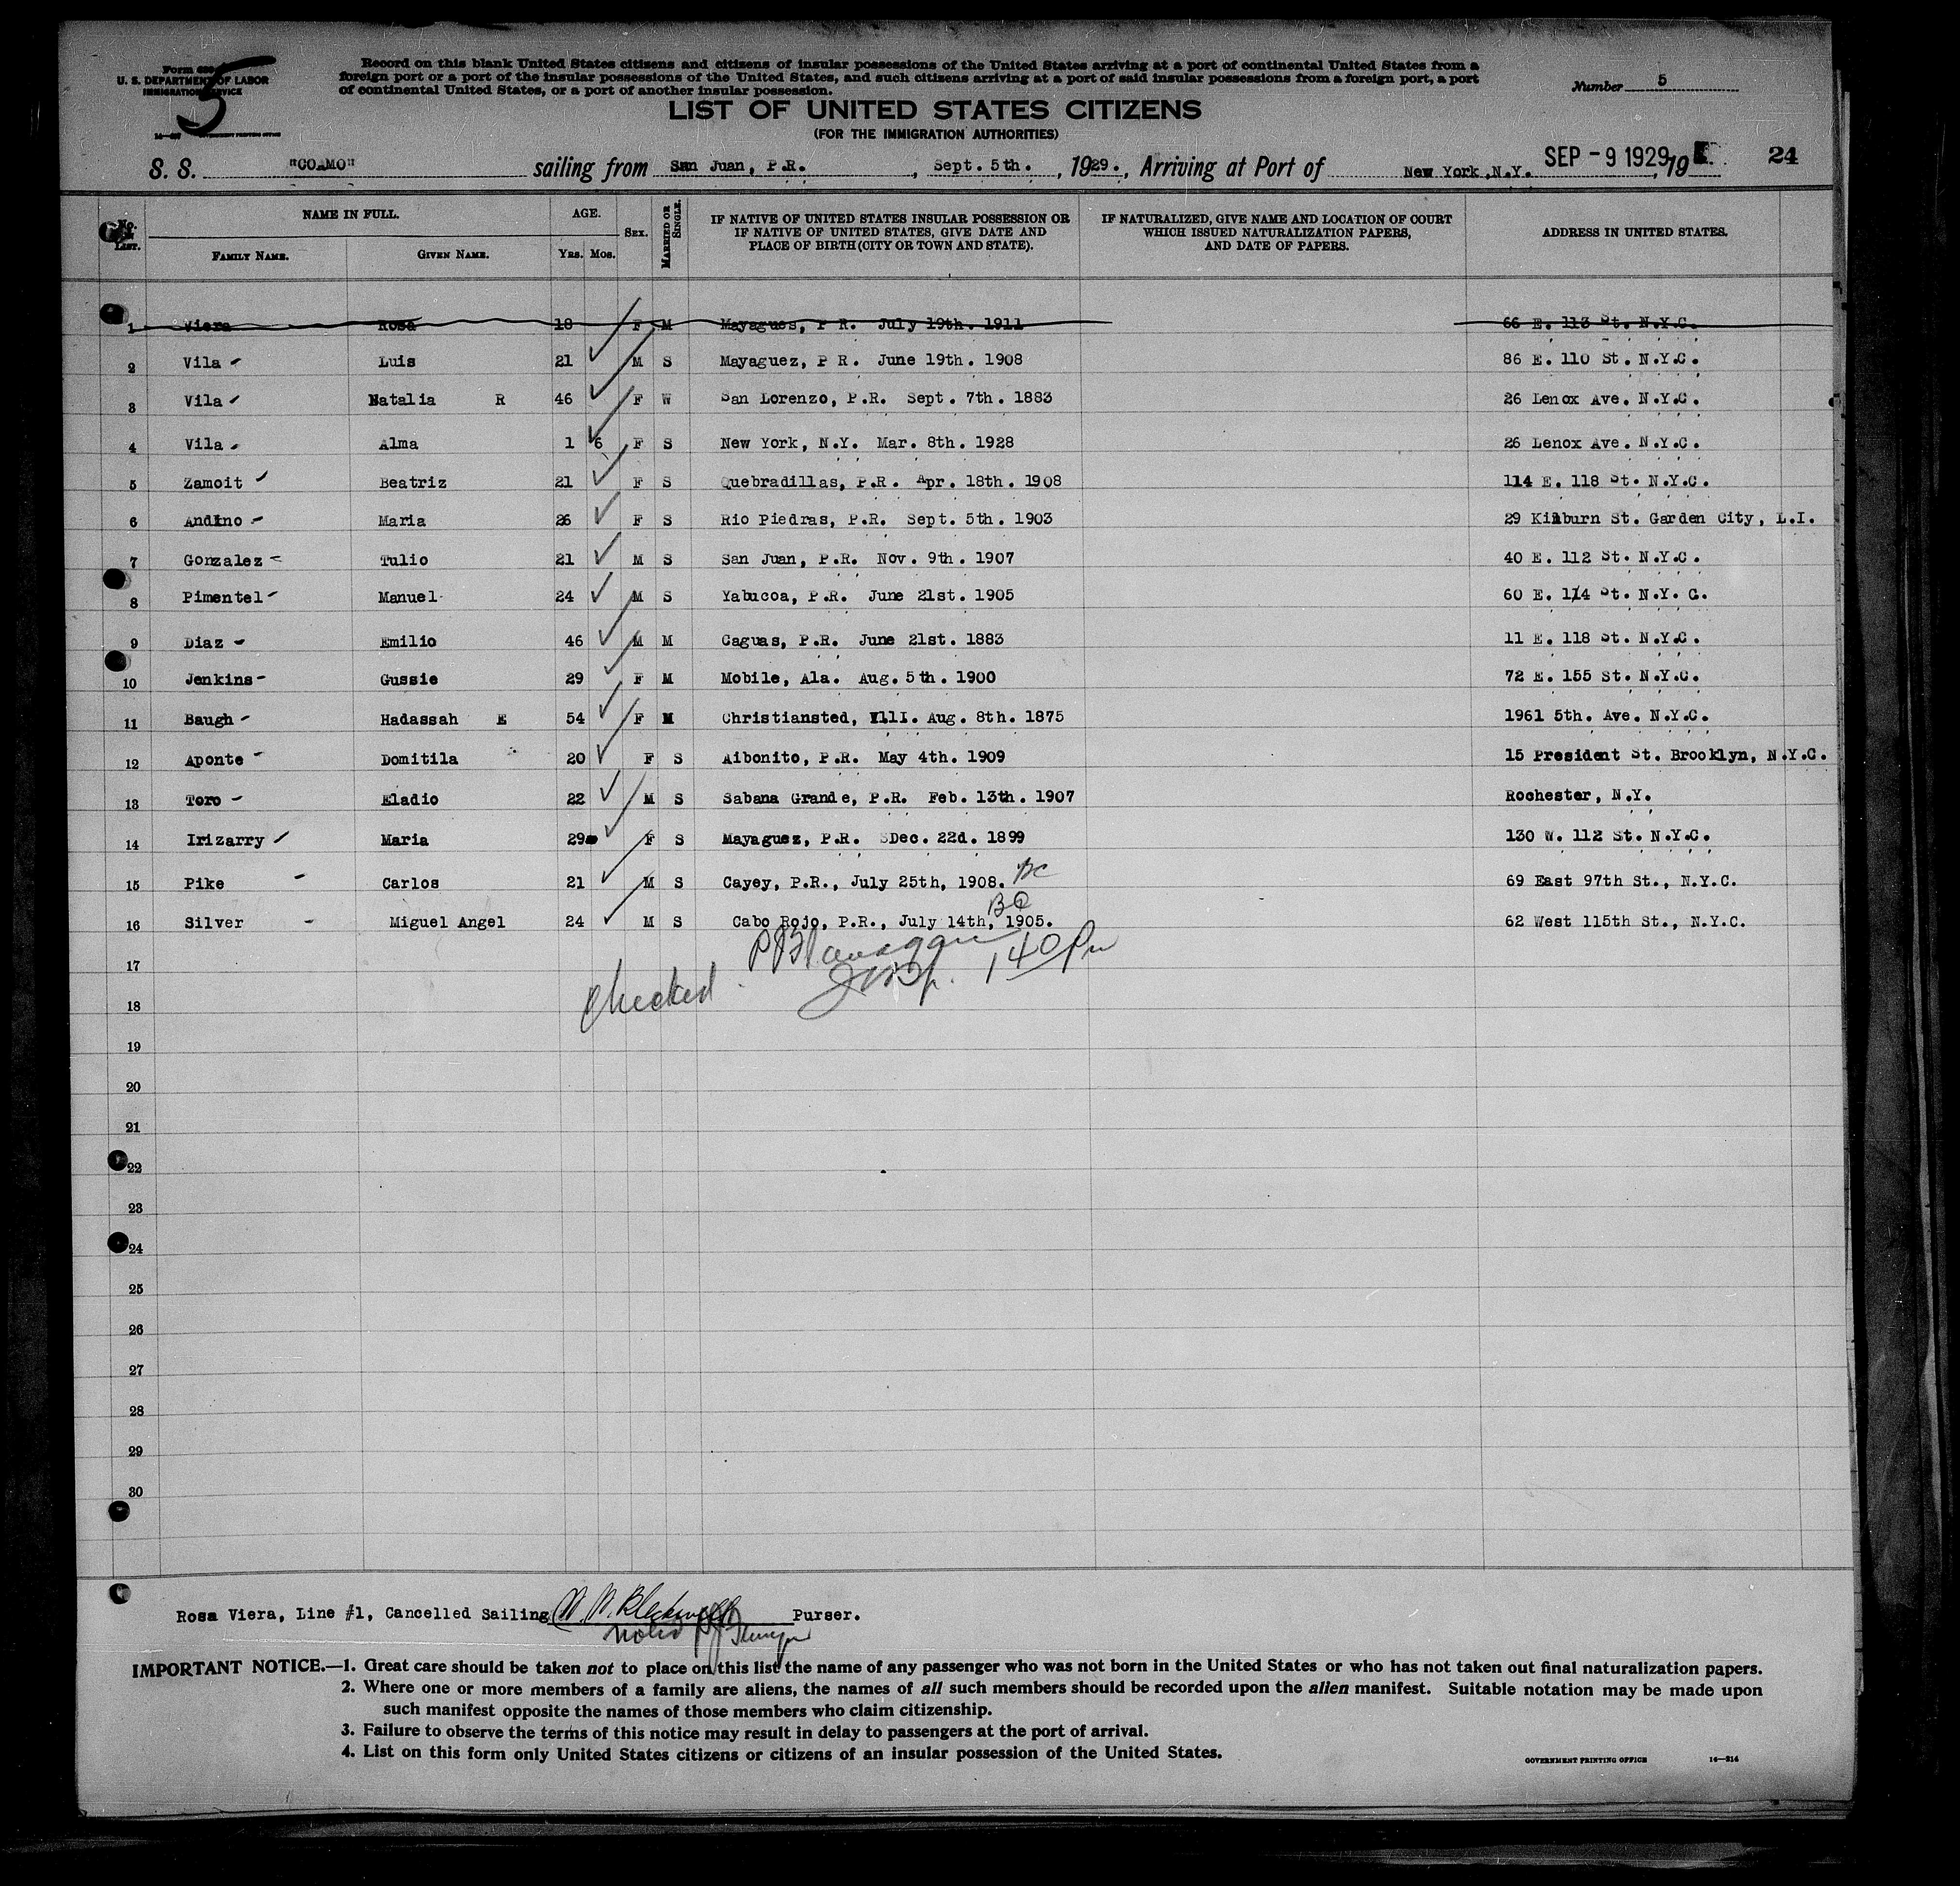 Form 630
U. S. DEPARTMENT OF LABOR
IMMIGRATION SERVICE
5
Record on this blank United States citizens and citizens of insular possessions of the United States arriving at a port of continental United States from a
foreign port or a port of the insular possessions of the United States, and such citizens arriving at a port of said insular possessions from a foreign port, a port
of continental United States, or a port of another insular possession.
Number 5
LIST OF UNITED STATES CITIZENS
(FOR THE IMMIGRATION AUTHORITIES)
S. S. "COAMO" sailing from San Juan, P.R. , Sept. 5th. , 1929. , Arriving at Port of New York,N.Y. SEP - 9 1929, 19 24
No. LIST. NAME IN FULL. AGE. SEX. MARRIED OR SINGLE. IF NATIVE OF UNITED STATES INSULAR POSSESSION OR IF NATIVE OF UNITED STATES, GIVE DATE AND PLACE OF BIRTH (CITY OR TOWN AND STATE). IF NATURALIZED, GIVE NAME AND LOCATION OF COURT WHICH ISSUED NATURALIZATION PAPERS, AND DATE OF PAPERS. ADDRESS IN UNITED STATES.
FAMILY NAME. GIVEN NAME. YRS. MOS.
1 Viera Rosa 18 F M Mayagues, P R. July 19th. 1911 66 E. 113 St. N.Y.C.
2 Vila Luis 21 M S Mayaguez, P R. June 19th. 1908 86 E. 110 St. N.Y.C.
3 Vila Natalia R 46 F W San Lorenzo, P.R. Sept. 7th. 1883 26 Lenox Ave. N.Y.C.
4 Vila Alma 1 6 F S New York, N.Y. Mar. 8th. 1928 26 Lenox Ave. N.Y.C.
5 Zamoit Beatriz 21 F S Quebradillas, P.R. Apr. 18th. 1908 114 E. 118 St. N.Y.C.
6 Andino Maria 26 F S Rio Piedras, P.R. Sept. 5th. 1903 29 Kilburn St. Garden City, L.I.
7 Gonzalez Tulio 21 M S San Juan, P.R. Nov. 9th. 1907 40 E. 112 St. N.Y.C.
8 Pimentel Manuel 24 M S Yabucoa, P.R. June 21st. 1905 60 E. 114 St. N.Y. C.
9 Diaz Emilio 46 M M Caguas, P.R. June 21st. 1883 11 E. 118 St. N.Y.C.
10 Jenkins Gussie 29 F M Mobile, Ala. Aug. 5th. 1900 72 E. 155 St. N.Y.C.
11 Baugh Hadassah E 54 F M Christiansted, V.I. Aug. 8th. 1875 1961 5th. Ave. N.Y.C.
12 Aponte Domitila 20 F S Aibonito, P.R. May 4th. 1909 15 President St. Brooklyn, N.Y.C.
13 Toro Eladio 22 M S Sabana Grande, P.R. Feb. 13th. 1907 Rochester, N.Y.
14 Irizarry Maria 29 F S Mayaguez, P.R. Dec. 22d. 1899 130 W. 112 St. N.Y.C.
15 Pike Carlos 21 M S Cayey, P.R., July 25th, 1908. BC 69 East 97th St., N.Y.C.
16 Silver Miguel Angel 24 M S Cabo Rojo, P.R., July 14th, 1905. BC 62 West 115th St., N.Y.C.
17
Checked Insp. 140 Pm
18
19
20
21
22
23
24
25
26
27
28
29
30
Rosa Viera, Line #1, Cancelled Sailing Purser.
Noted
IMPORTANT NOTICE.—1. Great care should be taken not to place on this list the name of any passenger who was not born in the United States or who has not taken out final naturalization papers.
2. Where one or more members of a family are aliens, the names of all such members should be recorded upon the alien manifest. Suitable notation may be made upon
such manifest opposite the names of those members who claim citizenship.
3. Failure to observe the terms of this notice may result in delay to passengers at the port of arrival.
4. List on this form only United States citizens or citizens of an insular possession of the United States.
GOVERNMENT PRINTING OFFICE 14—214